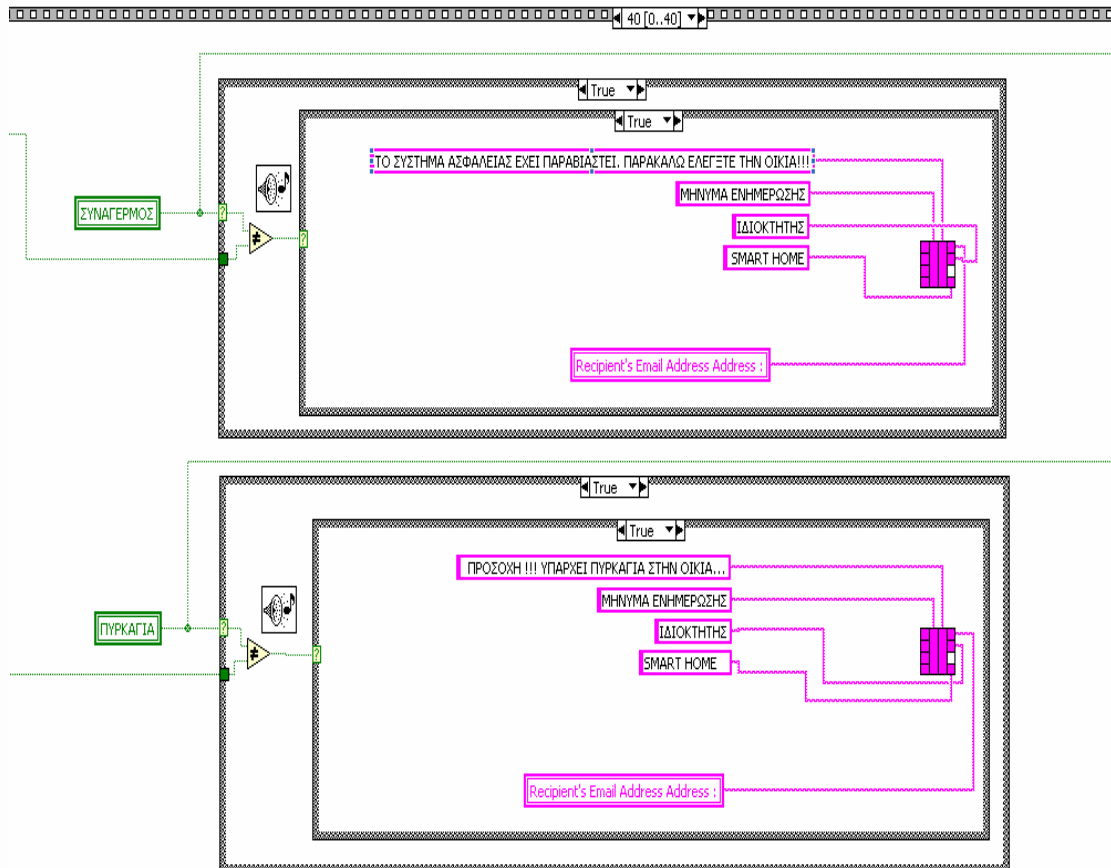 40 [0..40]
True
True
ΤΟ ΣΥΣΤΗΜΑ ΑΣΦΑΛΕΙΑΣ ΕΧΕΙ ΠΑΡΑΒΙΑΣΤΕΙ. ΠΑΡΑΚΑΛΩ ΕΛΕΓΞΤΕ ΤΗΝ ΟΙΚΙΑ!!!
ΜΗΝΥΜΑ ΕΝΗΜΕΡΩΣΗΣ
ΣΥΝΑΓΕΡΜΟΣ
?
ΙΔΙΟΚΤΗΤΗΣ
≠
?
SMART HOME
Recipient's Email Address Address :
True
True
ΠΡΟΣΟΧΗ !!! ΥΠΑΡΧΕΙ ΠΥΡΚΑΓΙΑ ΣΤΗΝ ΟΙΚΙΑ...
ΜΗΝΥΜΑ ΕΝΗΜΕΡΩΣΗΣ
ΠΥΡΚΑΓΙΑ
?
ΙΔΙΟΚΤΗΤΗΣ
≠
?
SMART HOME
Recipient's Email Address Address :